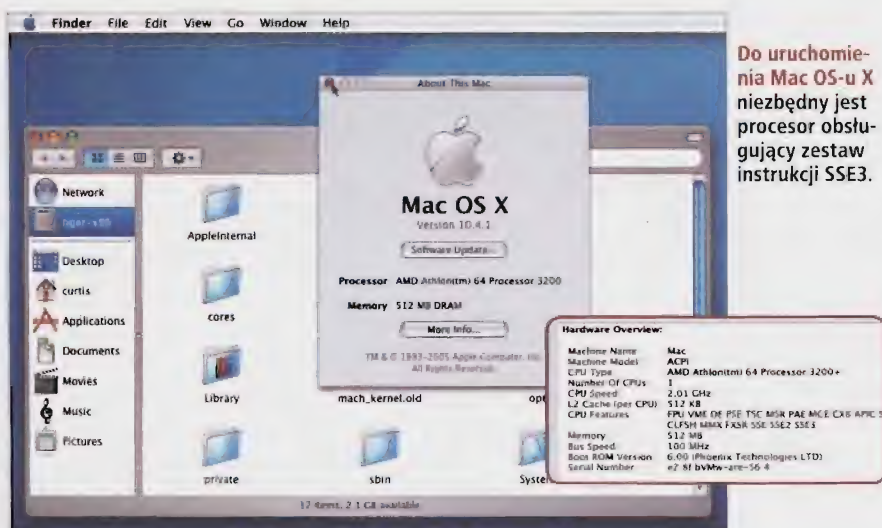 Finder File Edit View Go Window Help
Do uruchomie-
nia Mac OS-u X
niezbędny jest
procesor obsłu-
gujący zestaw
instrukcji SSE3.
About This Mac
Mac OS X
Version 10.4.1
Software Update...
Processor AMD Athlon(tm) 64 Processor 3200
Memory 512 MB DRAM
More Info...
TM & © 1983-2005 Apple Computer, Inc.
All Rights Reserved.
Network
tiger-x86
Desktop
curtis
Applications
Documents
Movies
Music
Pictures
AppleInternal
cores
Library
mach_kernel.old
private
sbin
System
17 items, 2.1 GB available
Hardware Overview:
Machine Name Mac
Machine Model ACPI
CPU Type AMD Athlon(tm) 64 Processor 3200+
Number Of CPUs 1
CPU Speed 2.01 GHz
L2 Cache (per CPU) 512 KB
CPU Features FPU VME DE PSE TSC MSR PAE MCE CX8 APIC
CLFSH MMX FXSR SSE SSE2 SSE3
Memory 512 MB
Bus Speed 100 MHz
Boot ROM Version 6.00 (Phoenix Technologies LTD)
Serial Number